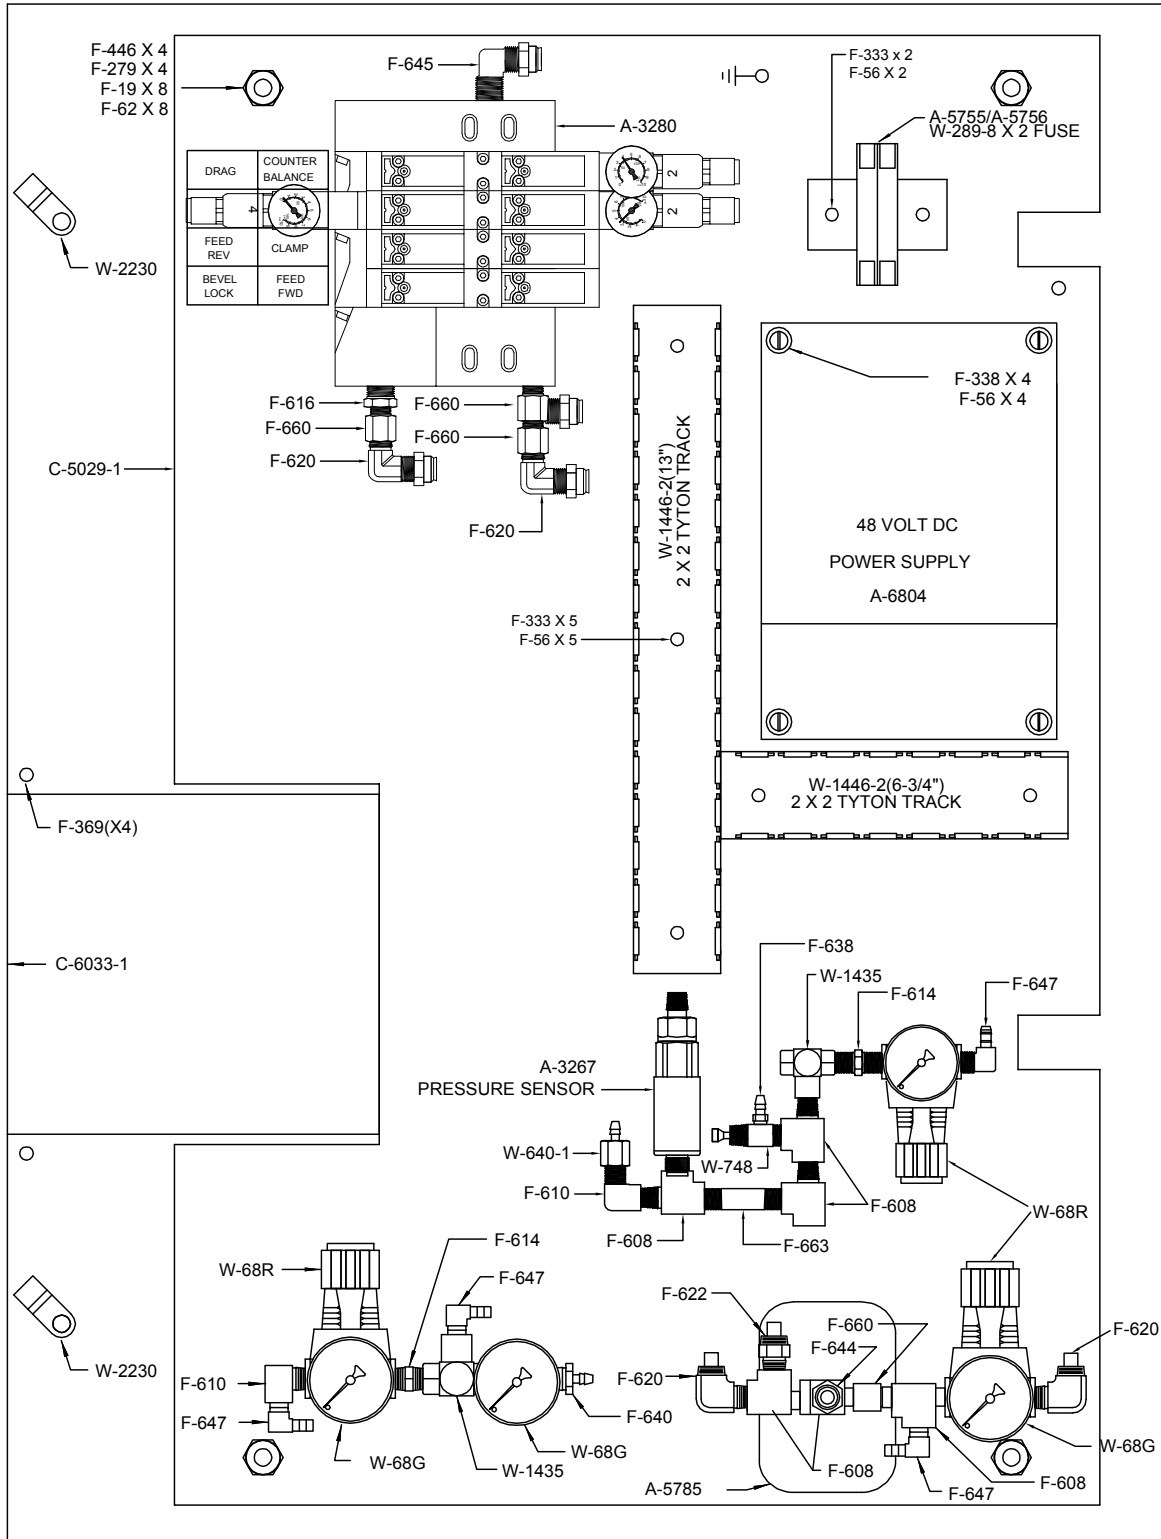 F-446 X 4
F-279 X 4
F-19 X 8
F-62 X 8
F-645
F-333 x 2
F-56 X 2
A-3280
A-5755/A-5756
W-289-8 X 2 FUSE
DRAG
COUNTER
BALANCE
2
4
2
FEED
REV
CLAMP
BEVEL
LOCK
FEED
FWD
W-2230
F-338 X 4
F-56 X 4
F-616
F-660
F-660
F-660
F-620
C-5029-1
F-620
W-1446-2(13")
2 X 2 TYTON TRACK
48 VOLT DC
POWER SUPPLY
A-6804
F-333 X 5
F-56 X 5
W-1446-2(6-3/4")
2 X 2 TYTON TRACK
F-369(X4)
C-6033-1
F-638
W-1435
F-614
F-647
A-3267
PRESSURE SENSOR
W-640-1
W-748
F-610
F-608
F-608
F-663
W-68R
F-614
W-68R
F-647
F-622
F-660
F-644
F-620
F-610
F-620
F-647
F-640
W-68G
W-68G
W-1435
W-68G
F-608
F-608
A-5785
F-647
W-2230